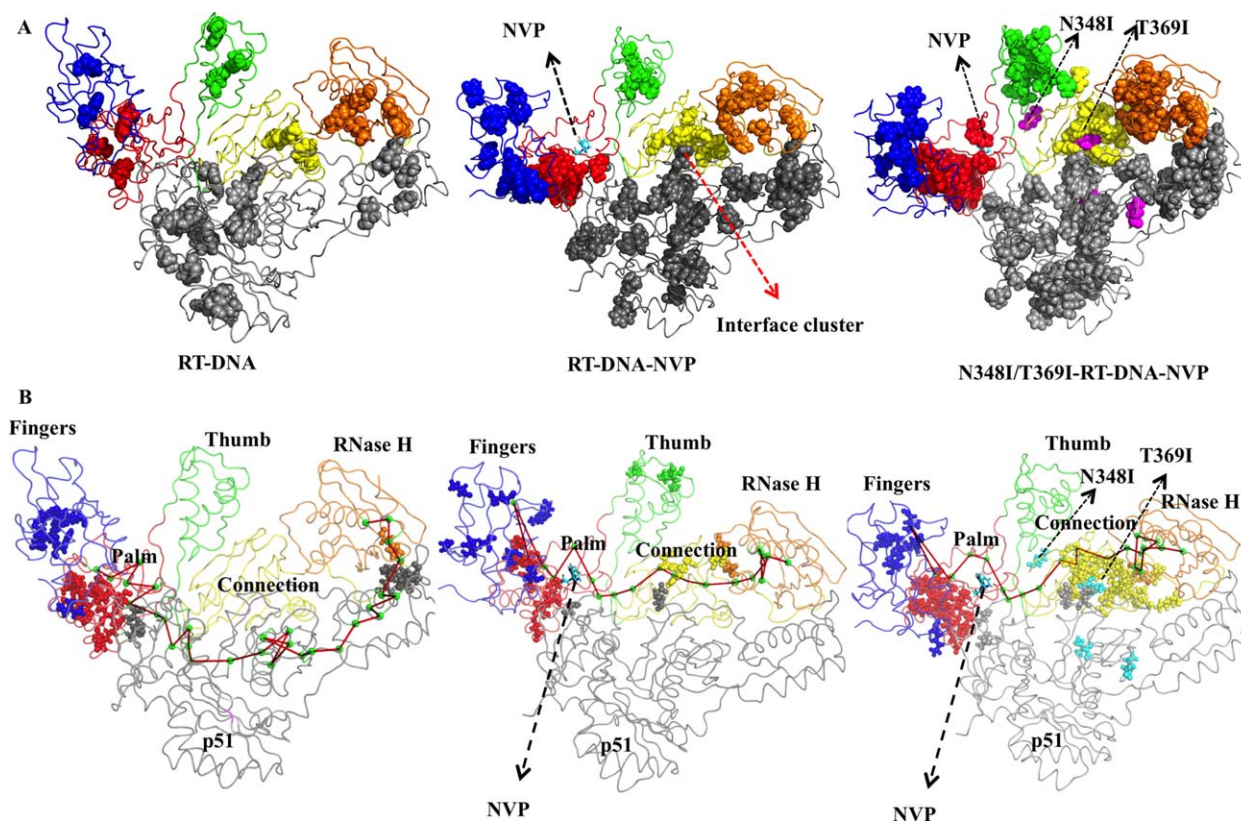 A
NVP
NVP
N348I
T369I
Interface cluster
RT-DNA
RT-DNA-NVP
N348I/T369I-RT-DNA-NVP
B
Fingers
Thumb
RNase H
Palm
Connection
p51
Fingers
Thumb
RNase H
Palm
Connection
p51
NVP
Thumb
T369I
N348I
Fingers
RNase H
Connection
Palm
p51
NVP